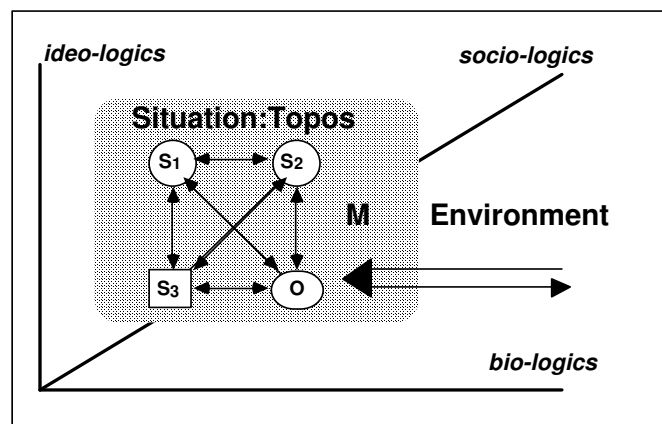 ideo-logics
socio-logics
Situation:Topos
S1
S2
M
Environment
S3
O
bio-logics